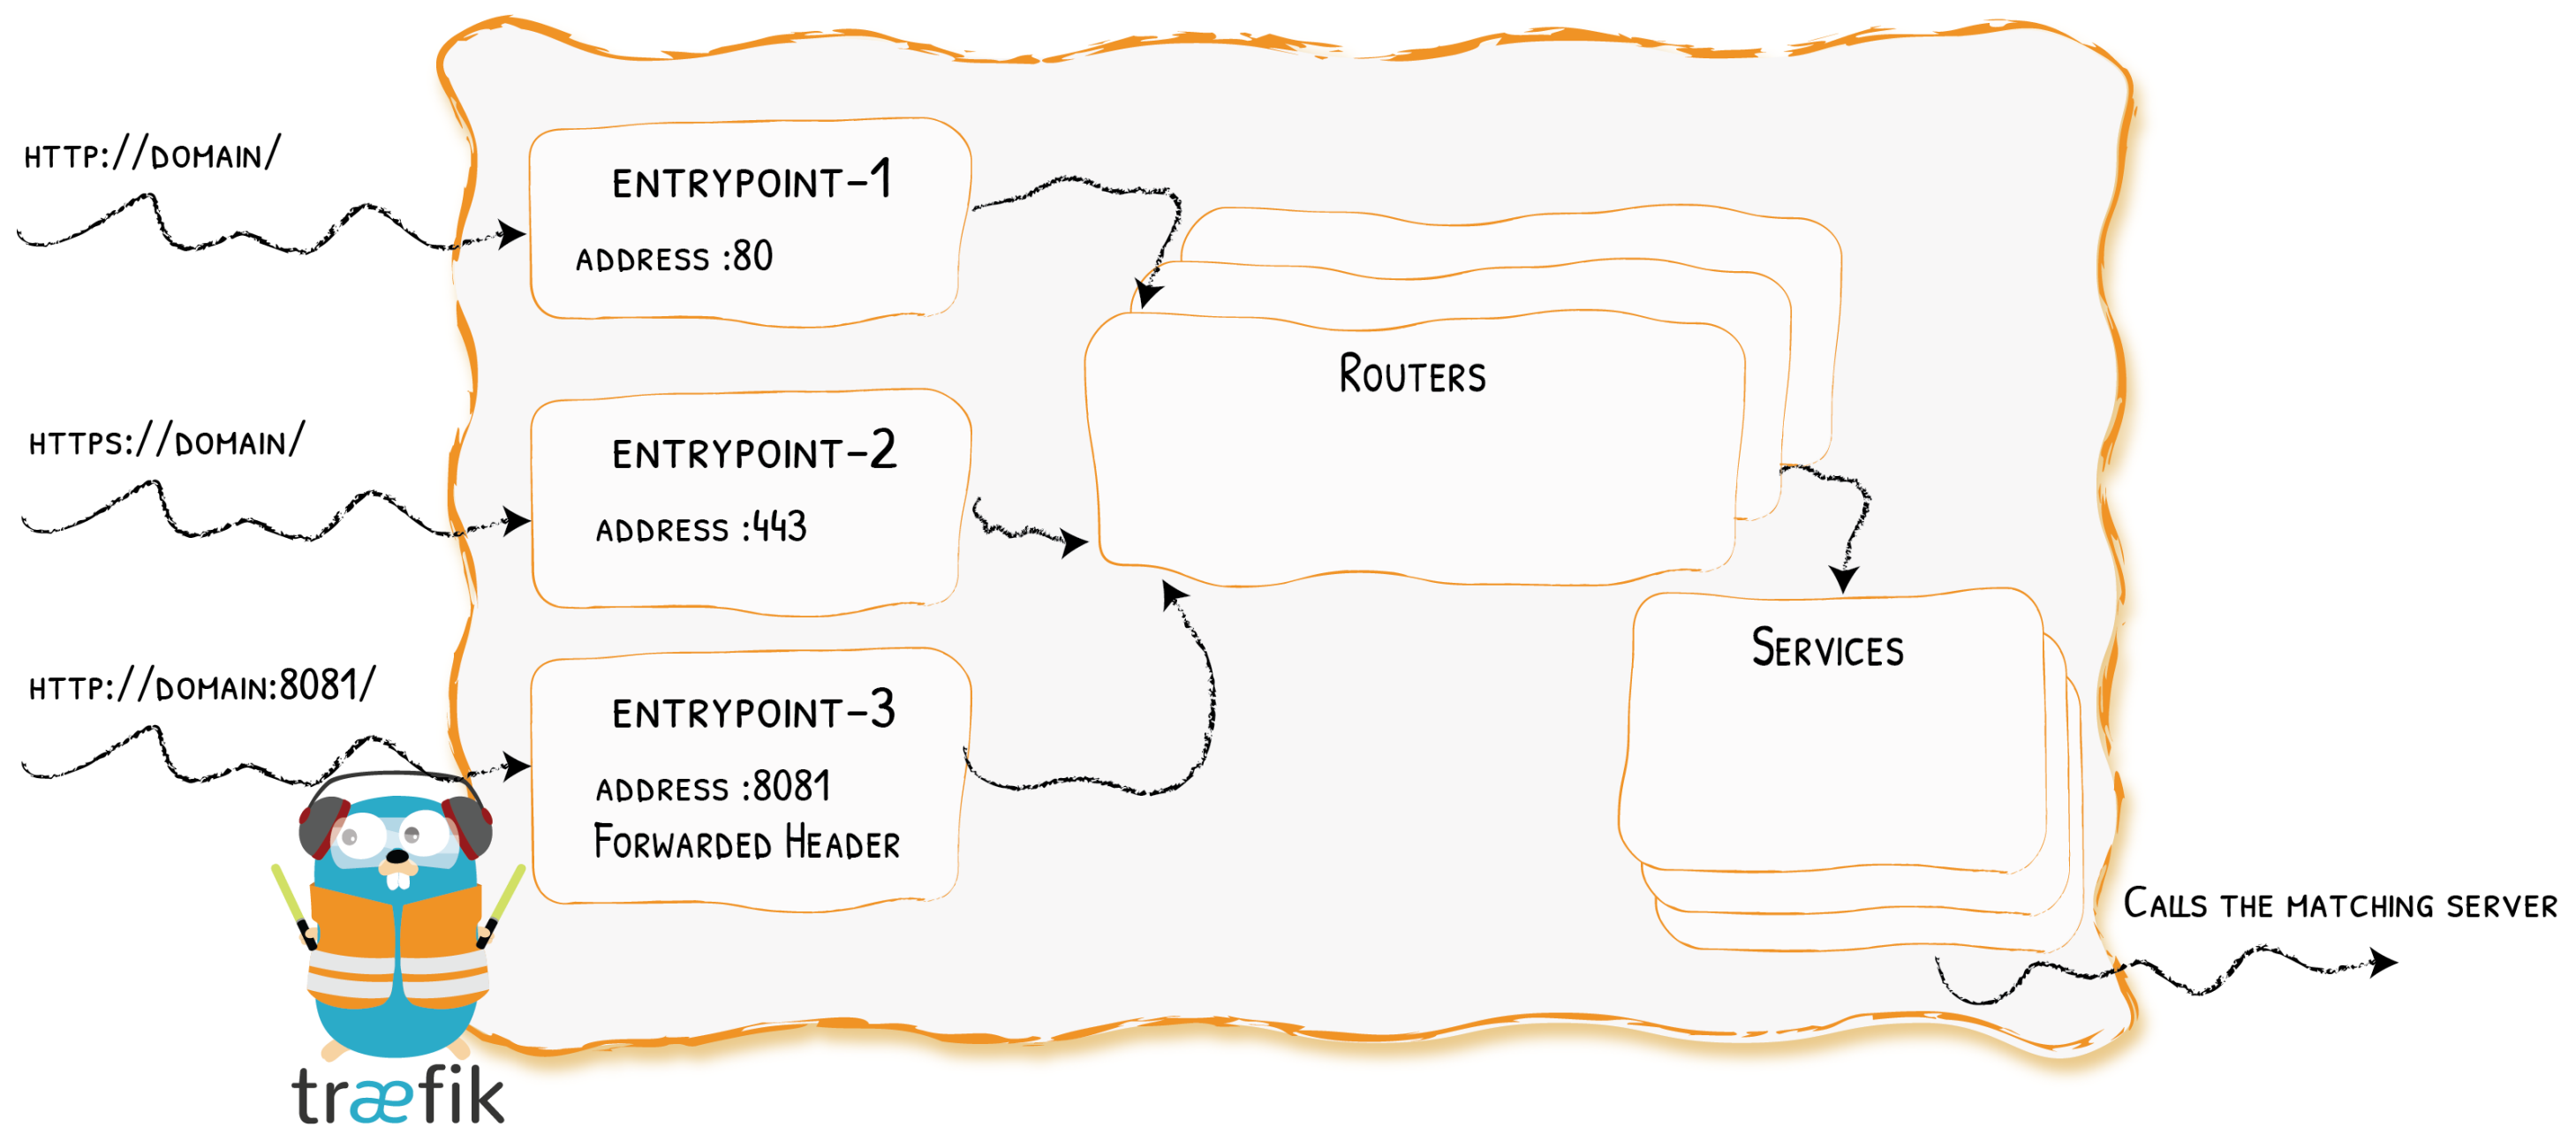 http://domain/
entrypoint-1
address :80
https://domain/
entrypoint-2
address :443
http://domain:8081/
entrypoint-3
address :8081
Forwarded Header
Routers
Services
Calls the matching server
træfik